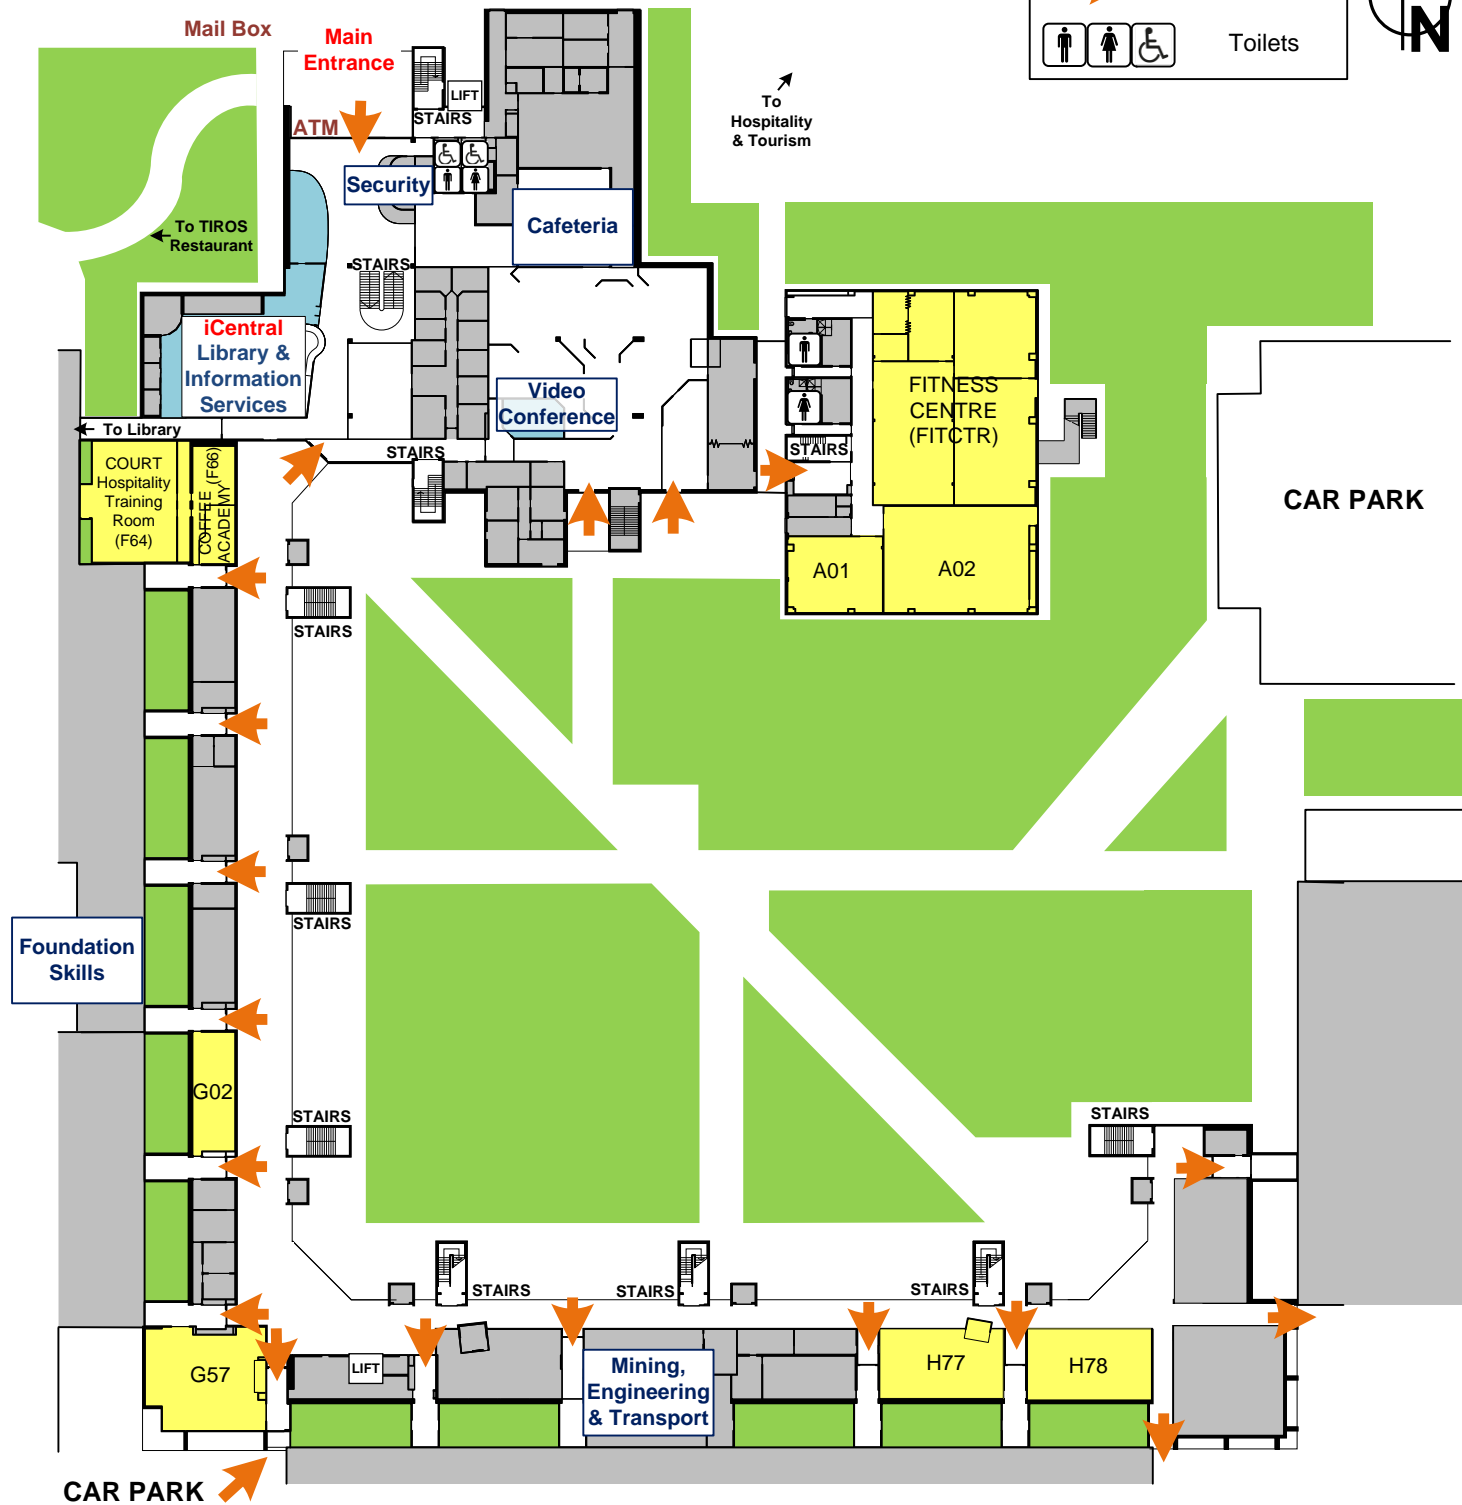 Mail Box
Main
Entrance
N
Toilets
LIFT
STAIRS
ATM
To
Hospitality
& Tourism
Security
Cafeteria
To TIROS
Restaurant
STAIRS
iCentral
Library &
Information
Services
Video
Conference
FITNESS
CENTRE
(FITCTR)
To Library
STAIRS
STAIRS
COURT
Hospitality
Training
Room
(F64)
COFFEE (F66)
ACADEMY
CAR PARK
A01
A02
STAIRS
STAIRS
Foundation
Skills
G02
STAIRS
STAIRS
STAIRS
STAIRS
STAIRS
G57
LIFT
Mining,
Engineering
& Transport
H77
H78
CAR PARK